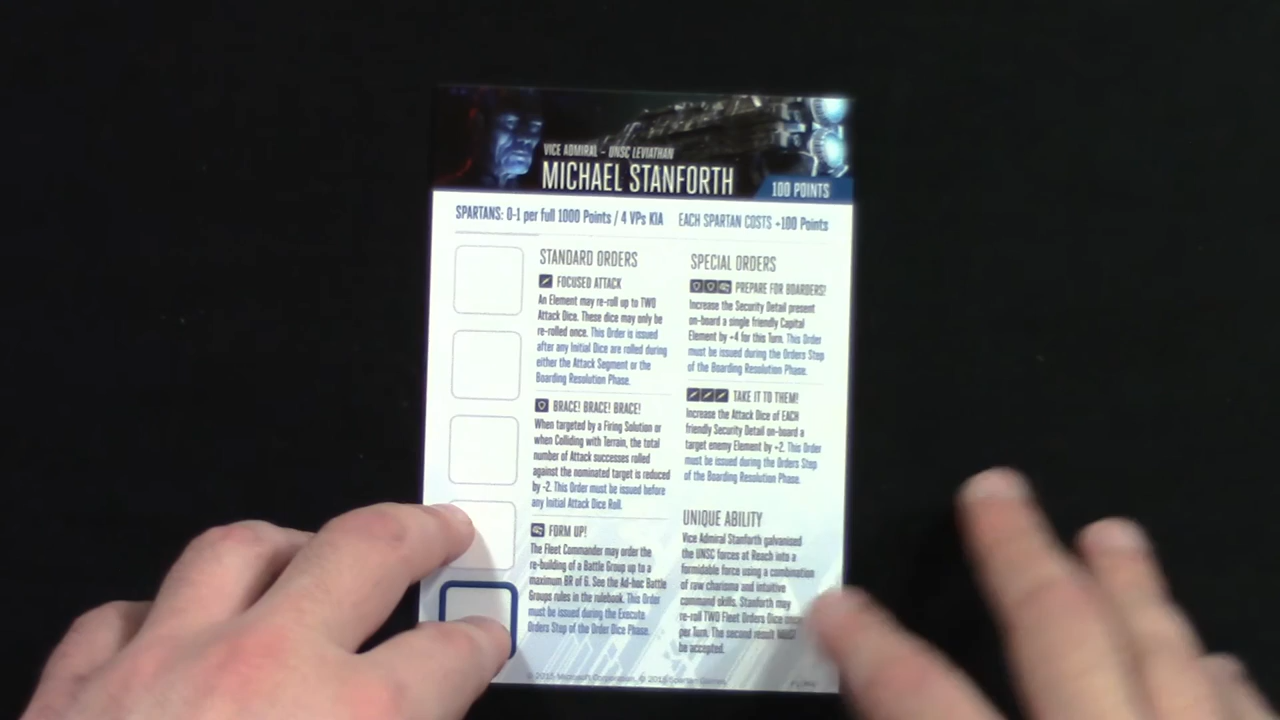 VICE ADMIRAL - UNSC LEVIATHAN
MICHAEL STANFORTH
100 POINTS
SPARTANS: 0-1 per full 1000 Points / 4 VPs KIA
EACH SPARTAN COSTS +100 Points
STANDARD ORDERS
FOCUSED ATTACK
An Element may re-roll up to TWO
Attack Dice. These dice may only be
re-rolled once. This Order is issued
after any Initial Dice are rolled during
either the Attack Segment or the
Boarding Resolution Phase.
BRACE! BRACE! BRACE!
When targeted by a Firing Solution or
when Colliding with Terrain, the total
number of Attack successes rolled
against the nominated target is reduced
by -2. This Order must be issued before
any Initial Attack Dice Roll.
FORM UP!
The Fleet Commander may order the
re-building of a Battle Group up to a
maximum BR of 6. See the Ad-hoc Battle
Groups rules in the rulebook. This Order
must be issued during the Execute
Orders Step of the Order Dice Phase.
SPECIAL ORDERS
PREPARE FOR BOARDERS!
Increase the Security Detail present
on-board a single friendly Capital
Element by +4 for this Turn. This Order
must be issued during the Orders Step
of the Boarding Resolution Phase.
TAKE IT TO THEM!
Increase the Attack Dice of EACH
friendly Security Detail on-board a
target enemy Element by +2. This Order
must be issued during the Orders Step
of the Boarding Resolution Phase.
UNIQUE ABILITY
Vice Admiral Stanforth galvanised
the UNSC forces at Reach into a
formidable force using a combination
of raw charisma and intuitive
command skills. Stanforth may
re-roll TWO Fleet Orders Dice once
per Turn. The second result MUST
be accepted.
© 2015 Microsoft Corporation. © 2015 Spartan Games